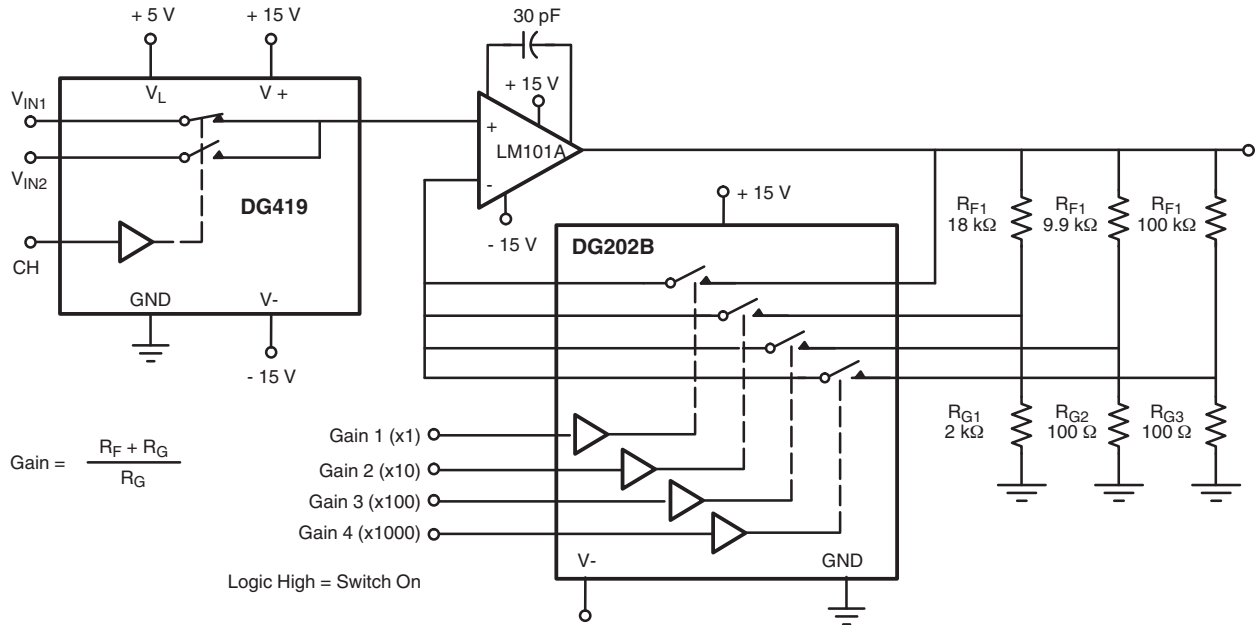 + 5 V
+ 15 V
30 pF
V_IN1
V_L
V +
+ 15 V
+
LM101A
-
V_IN2
DG419
+ 15 V
- 15 V
R_F1
18 kΩ
R_F1
9.9 kΩ
R_F1
100 kΩ
DG202B
CH
GND
V-
- 15 V
R_G1
2 kΩ
R_G2
100 Ω
R_G3
100 Ω
Gain = R_F + R_G
R_G
Gain 1 (x1)
Gain 2 (x10)
Gain 3 (x100)
Gain 4 (x1000)
V-
GND
Logic High = Switch On